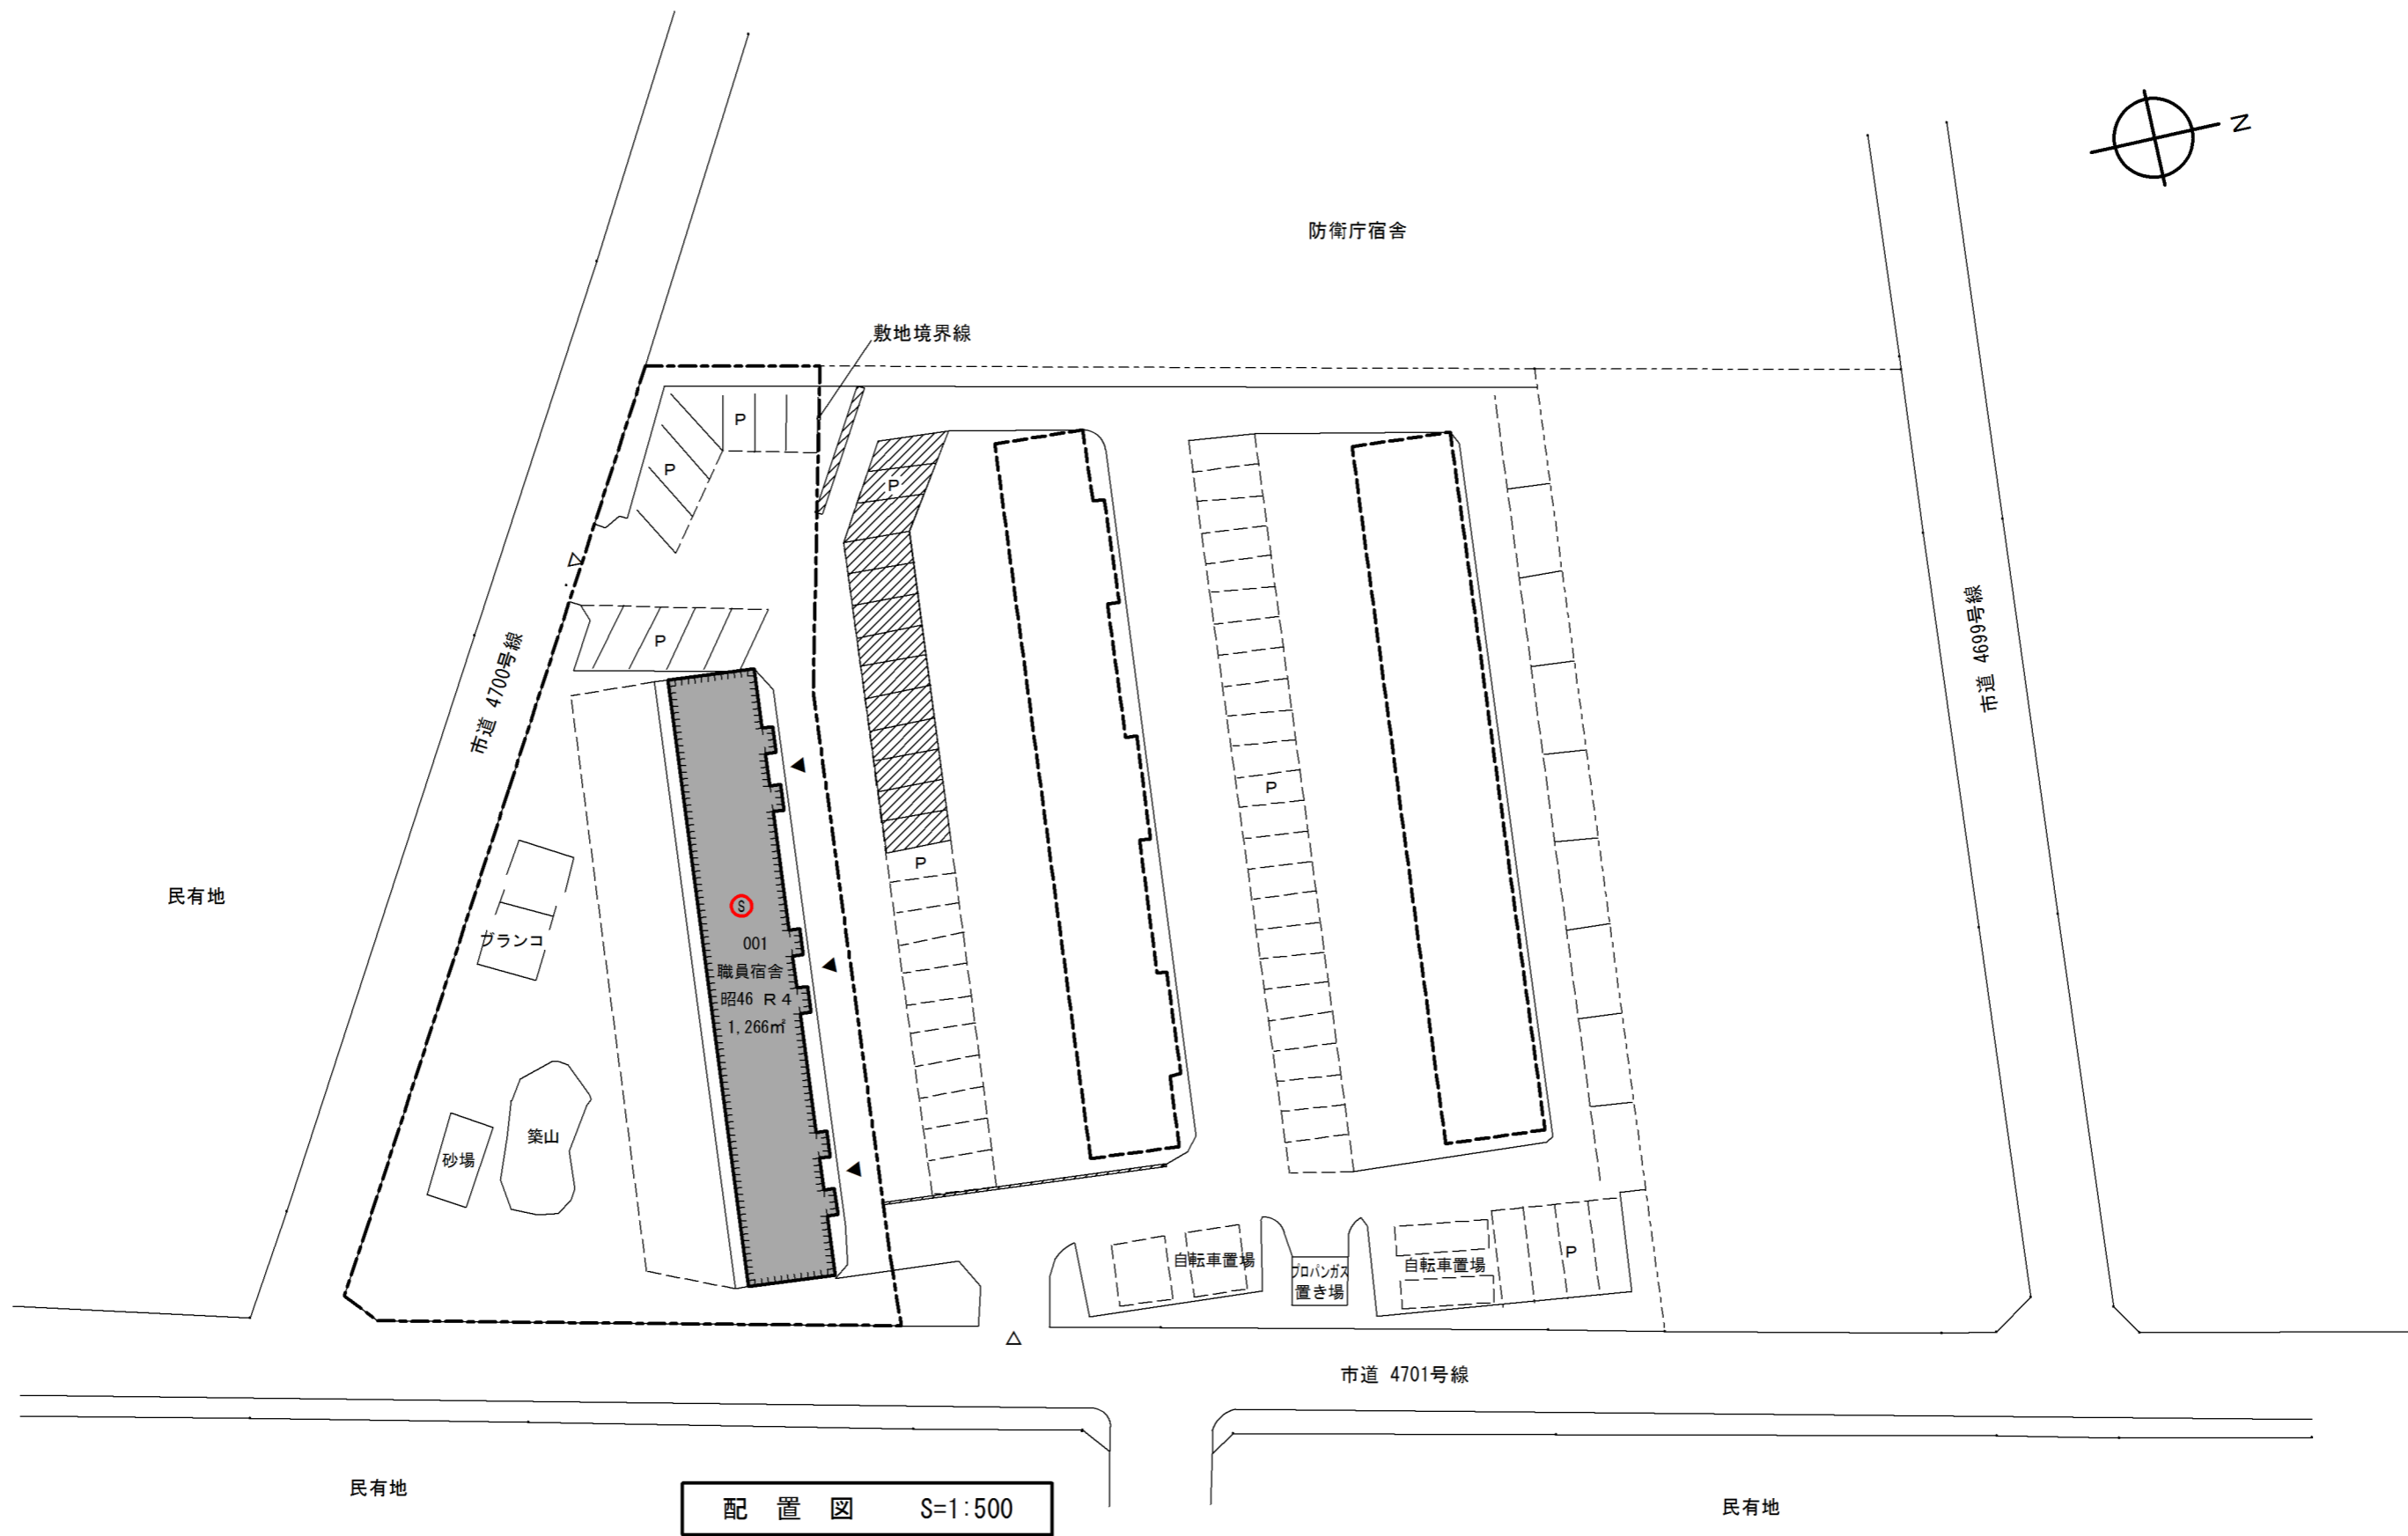 N
防衛庁宿舎
敷地境界線
P
P
P
P
市道 4699号線
市道 4700号線
P
P
民有地
ブランコ
S
001
職員宿舎
昭46 R 4
1,266㎡
築山
砂場
自転車置場
プロパンガス
置き場
自転車置場
P
市道 4701号線
民有地
配 置 図 S=1:500
民有地